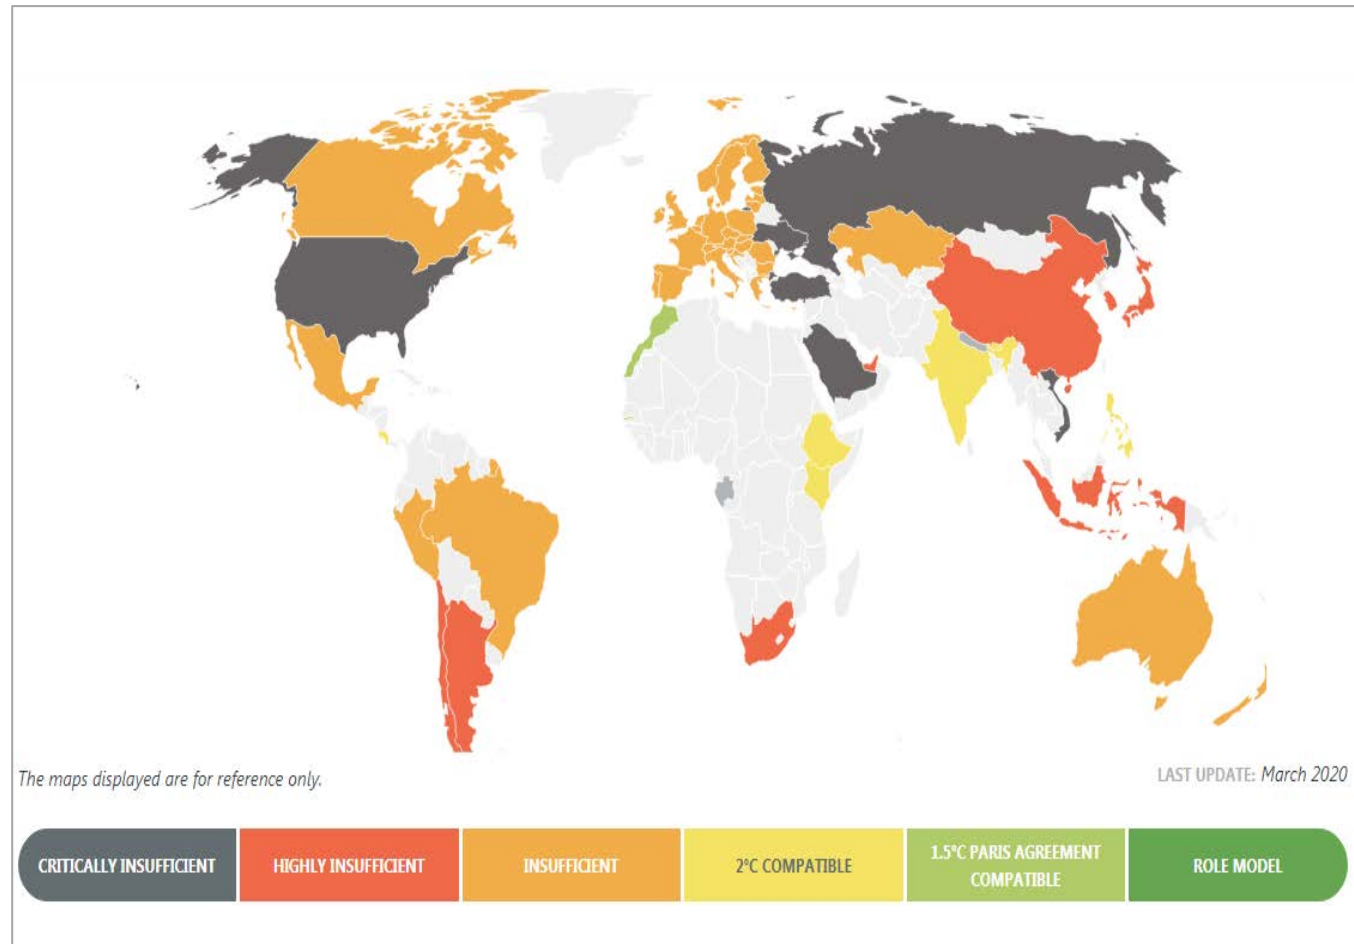 The maps displayed are for reference only.
LAST UPDATE: March 2020
CRITICALLY INSUFFICIENT
HIGHLY INSUFFICIENT
INSUFFICIENT
2°C COMPATIBLE
1.5°C PARIS AGREEMENT
COMPATIBLE
ROLE MODEL